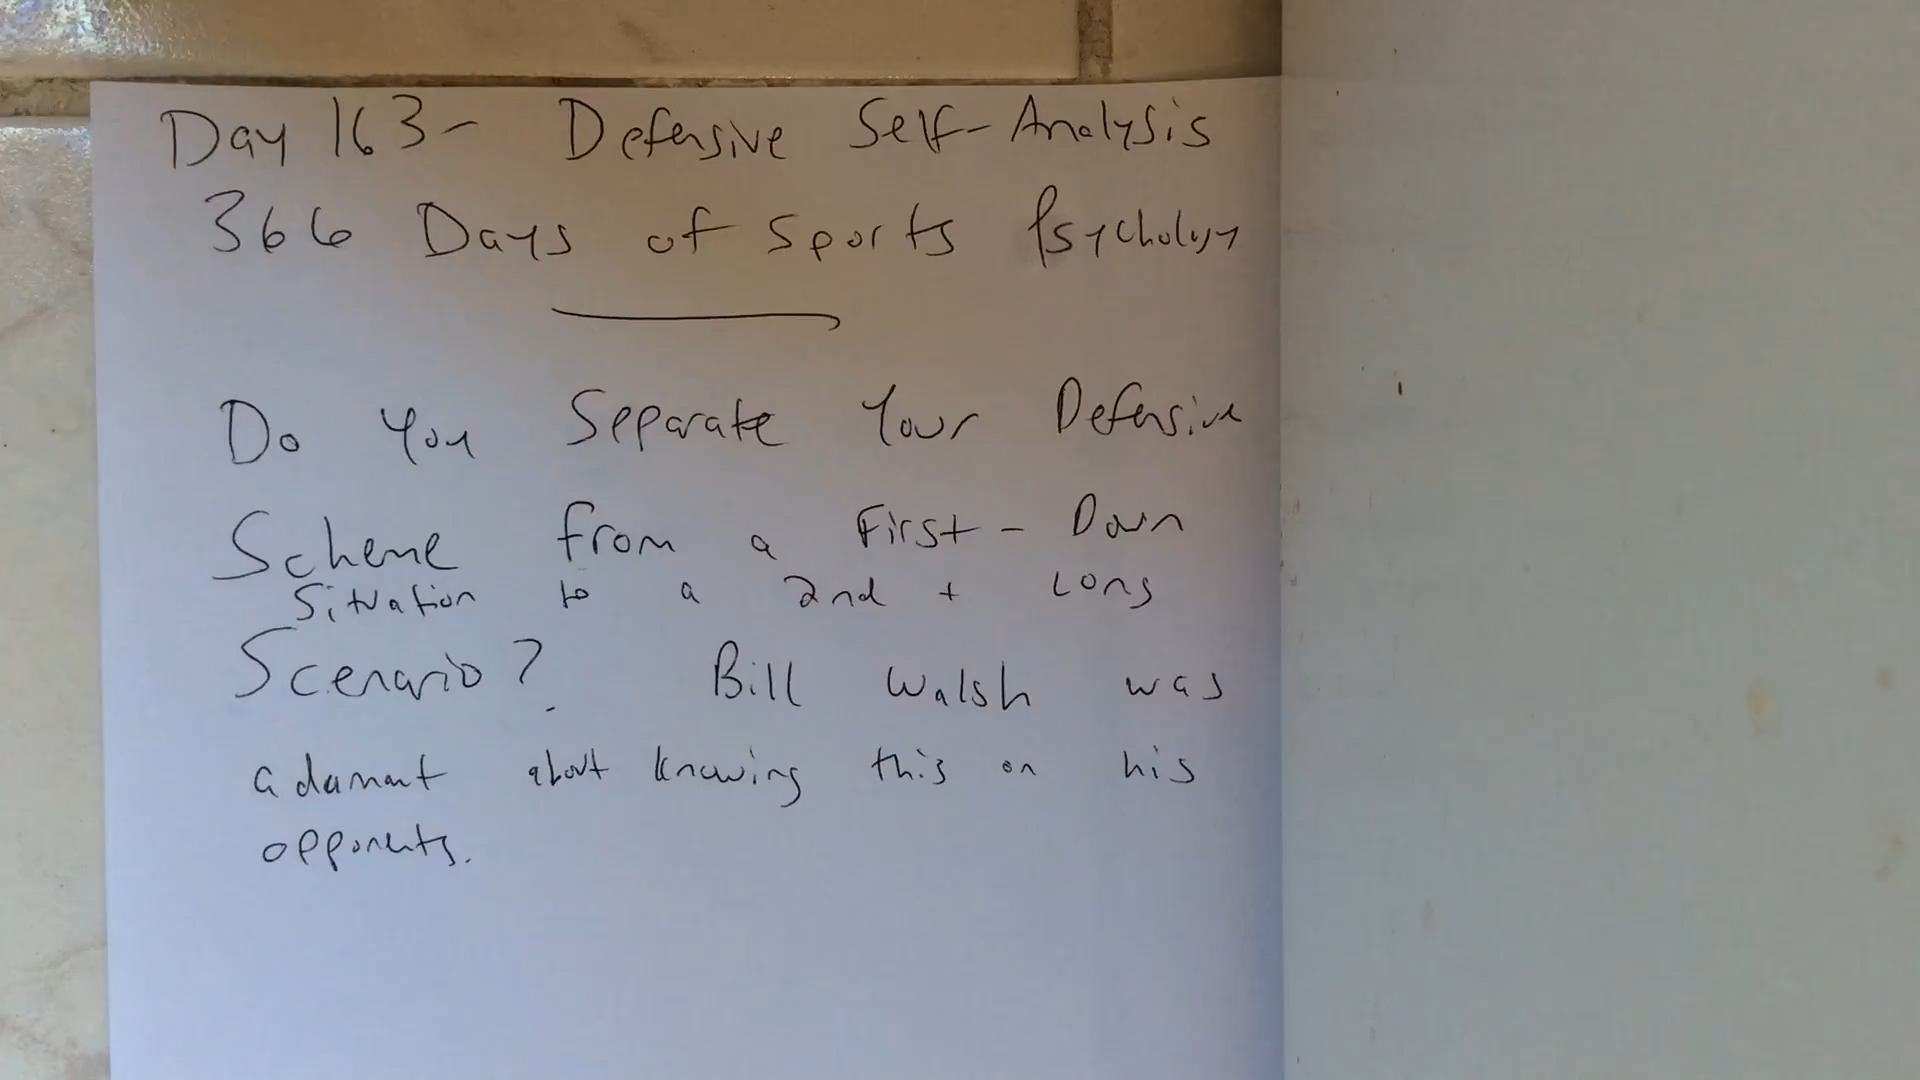 Day 163- Defensive Self-Analysis
366 Days of Sports Psychology
Do You Separate Your Defensive
Scheme from a First-Down
Situation to a 2nd + Long
Scenario? Bill Walsh was
adamant about knowing this on his
opponents.